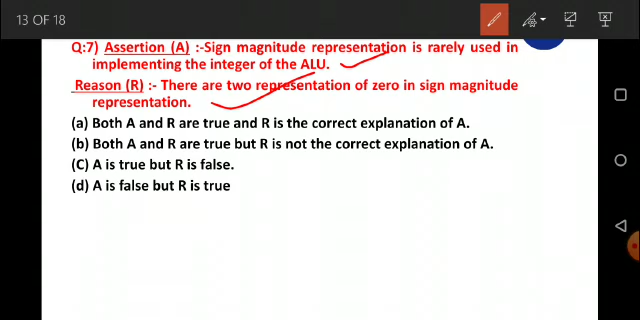 13 OF 18
Q:7) Assertion (A) :-Sign magnitude representation is rarely used in
implementing the integer of the ALU.
Reason (R) :- There are two representation of zero in sign magnitude
representation.
(a) Both A and R are true and R is the correct explanation of A.
(b) Both A and R are true but R is not the correct explanation of A.
(C) A is true but R is false.
(d) A is false but R is true